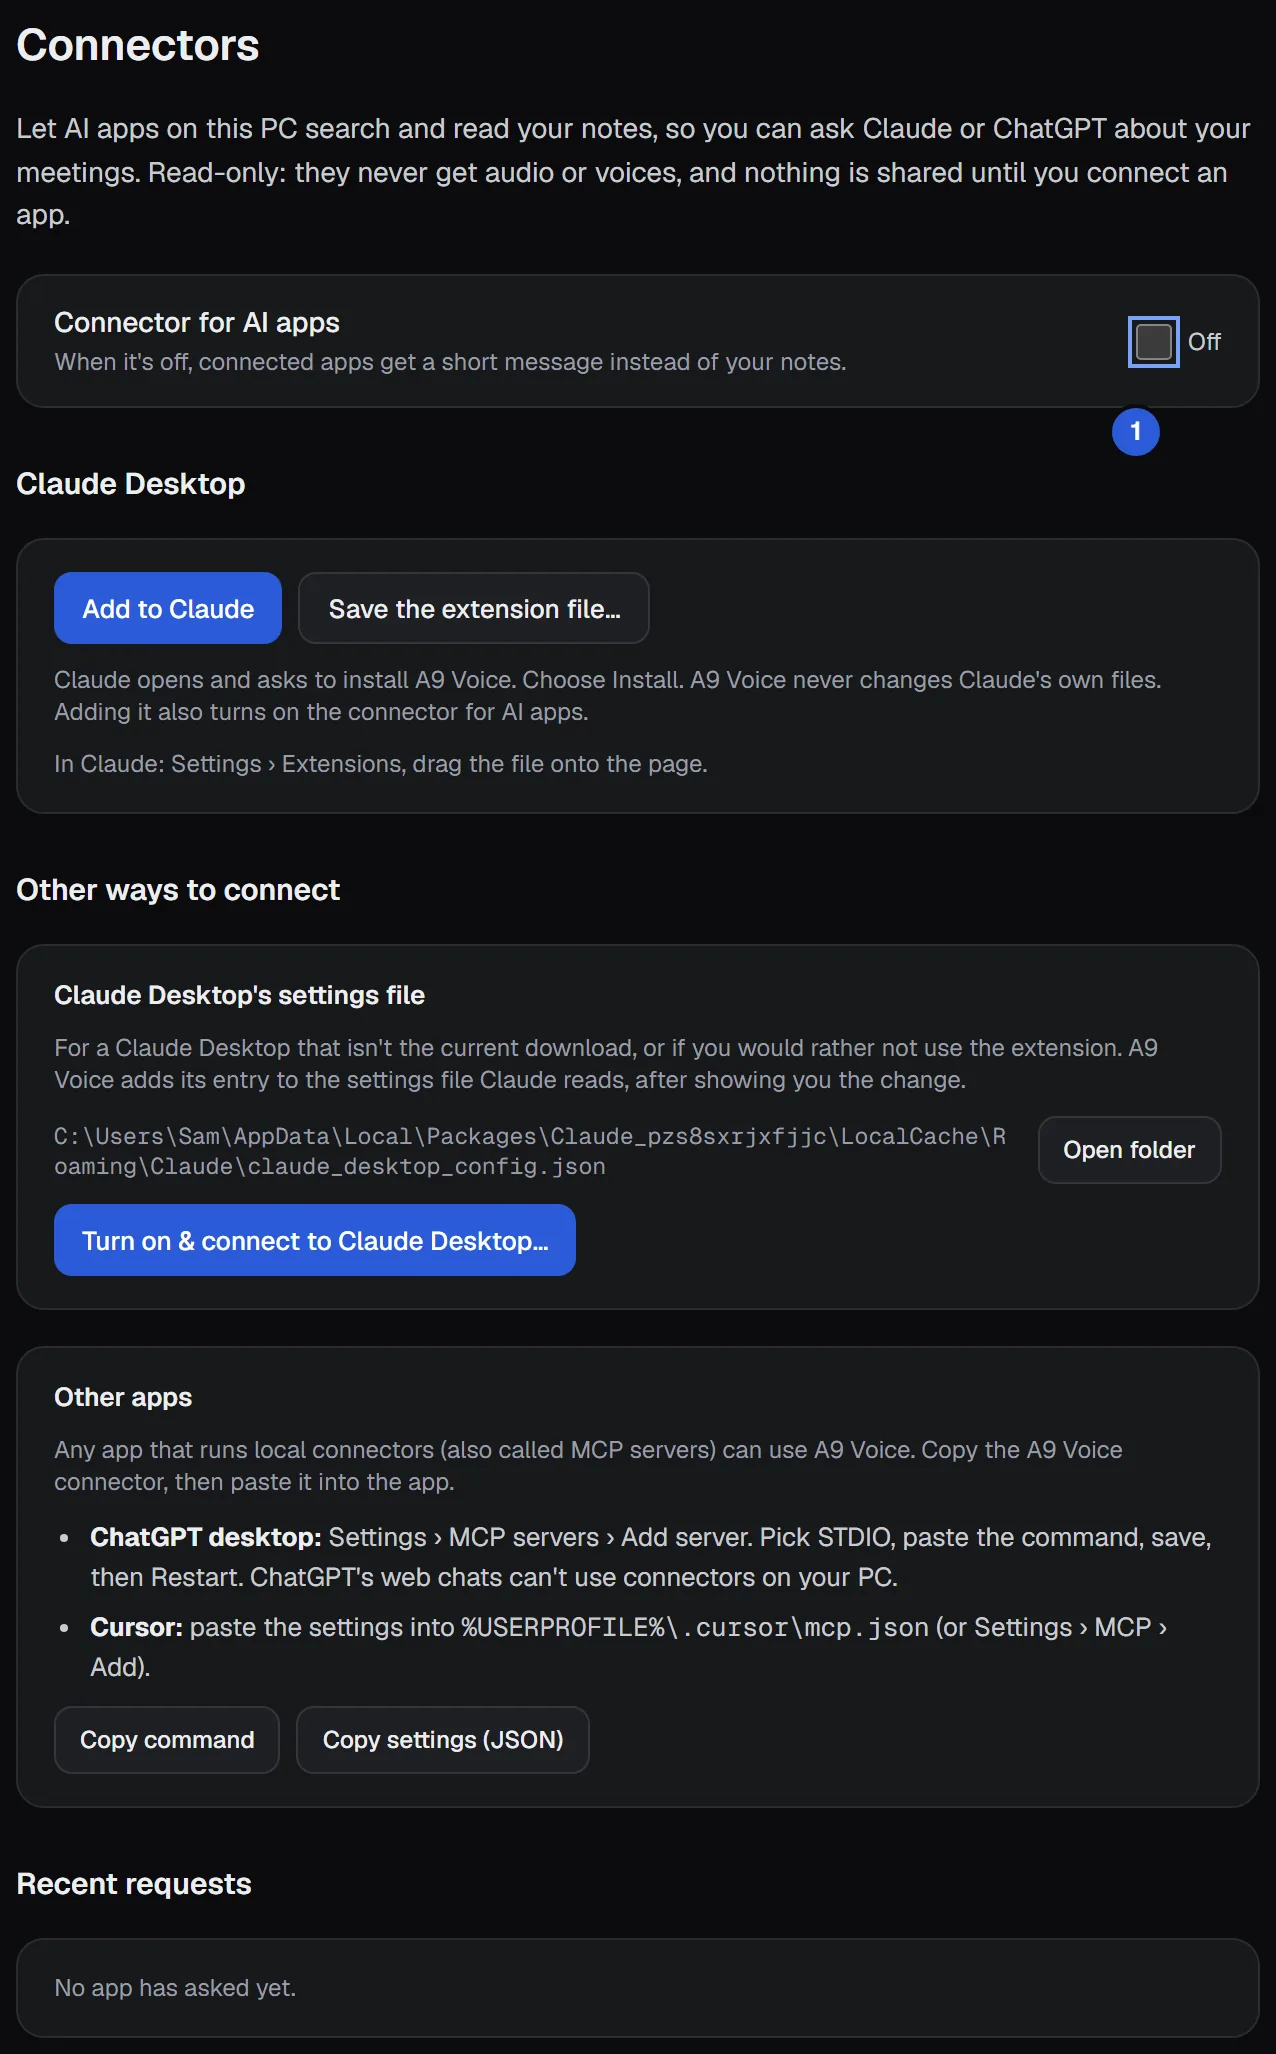 Connectors
Let AI apps on this PC search and read your notes, so you can ask Claude or ChatGPT about your
meetings. Read-only: they never get audio or voices, and nothing is shared until you connect an
app.
Connector for AI apps
When it's off, connected apps get a short message instead of your notes.
Off
1
Claude Desktop
Add to Claude
Save the extension file...
Claude opens and asks to install A9 Voice. Choose Install. A9 Voice never changes Claude's own files.
Adding it also turns on the connector for AI apps.
In Claude: Settings › Extensions, drag the file onto the page.
Other ways to connect
Claude Desktop's settings file
For a Claude Desktop that isn't the current download, or if you would rather not use the extension. A9
Voice adds its entry to the settings file Claude reads, after showing you the change.
C:\Users\Sam\AppData\Local\Packages\Claude_pzs8sxrjxfjjc\LocalCache\R
oaming\Claude\claude_desktop_config.json
Open folder
Turn on & connect to Claude Desktop...
Other apps
Any app that runs local connectors (also called MCP servers) can use A9 Voice. Copy the A9 Voice
connector, then paste it into the app.
• ChatGPT desktop: Settings › MCP servers › Add server. Pick STDIO, paste the command, save,
then Restart. ChatGPT's web chats can't use connectors on your PC.
• Cursor: paste the settings into %USERPROFILE%\.cursor\mcp.json (or Settings › MCP ›
Add).
Copy command
Copy settings (JSON)
Recent requests
No app has asked yet.